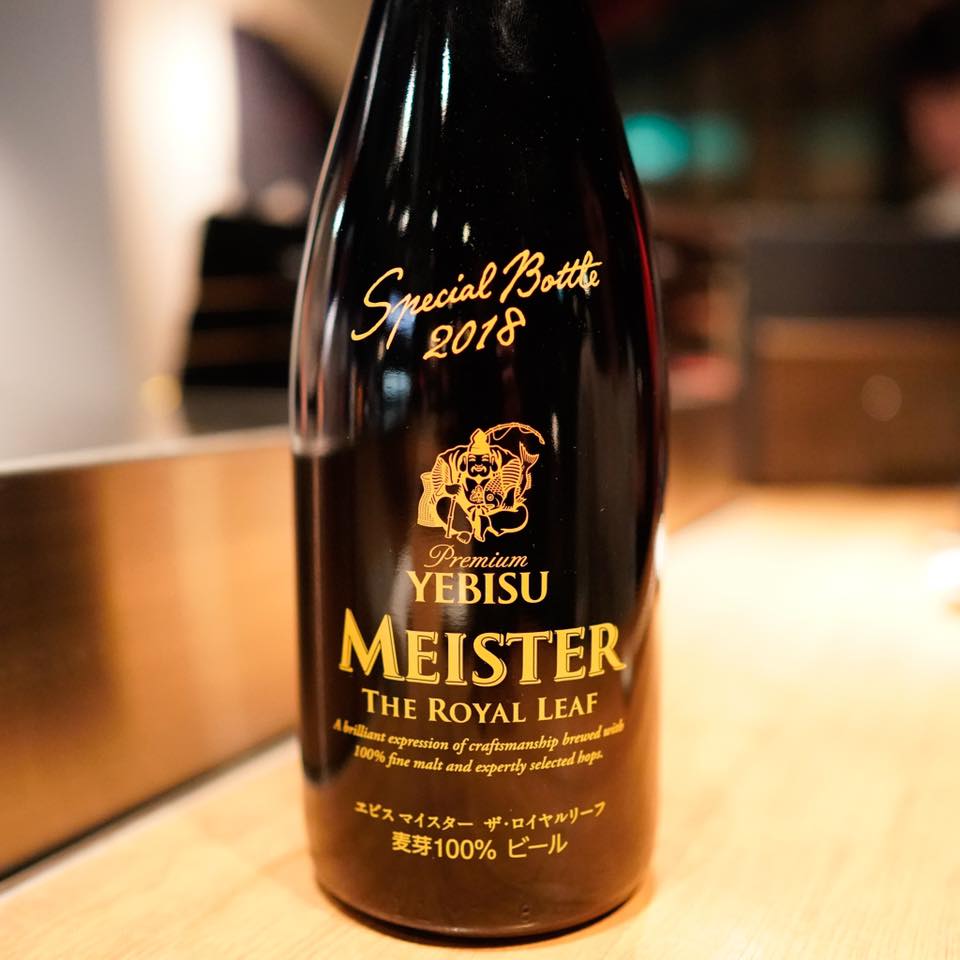 Special Bottle
2018
Premium
YEBISU
MEISTER
THE ROYAL LEAF
A brilliant expression of craftsmanship brewed with
100% fine malt and expertly selected hops.
ヱビス マイスター ザ・ロイヤルリーフ
麦芽100% ビール